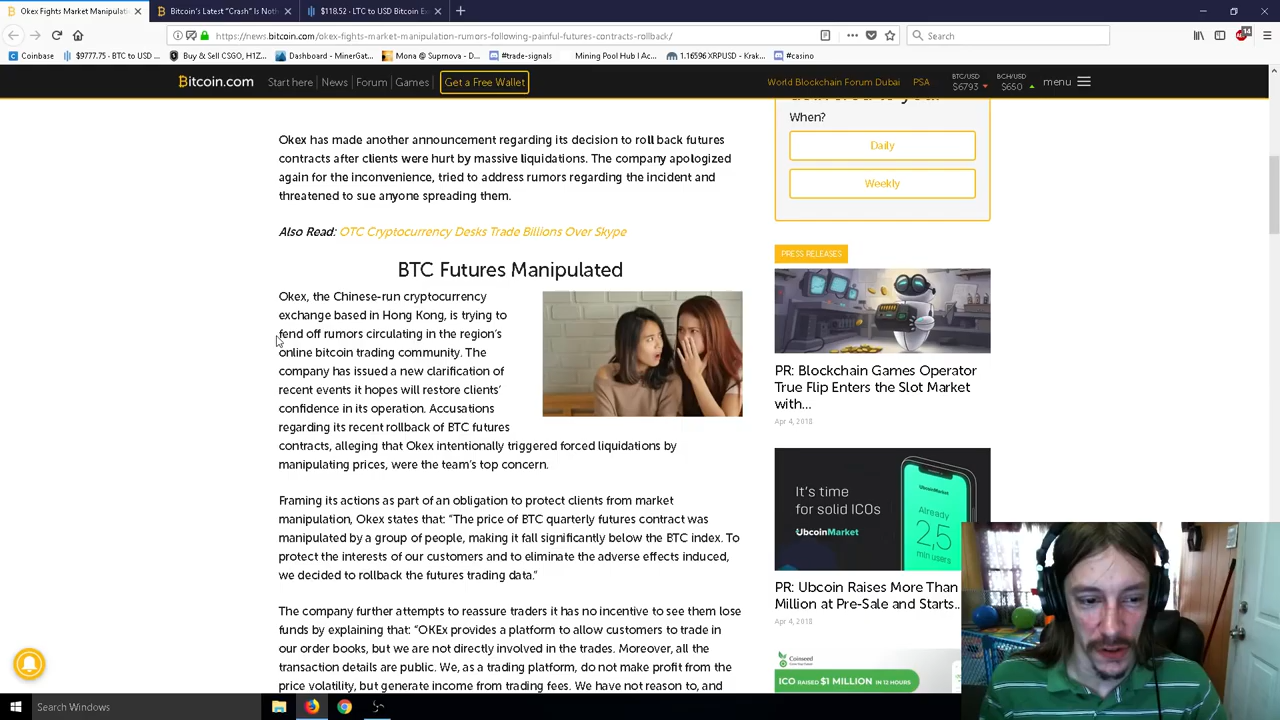 Okex Fights Market Manipulati
Bitcoin's Latest "Crash" Is Noth
$118.52 - LTC to USD Bitcoin E
https://news.bitcoin.com/okex-fights-market-manipulation-rumors-following-painful-futures-contracts-rollback/
Search
14
Coinbase
$9777.75 - BTC to USD ...
Buy & Sell CSGO, H1Z...
Dashboard - MinerGat...
Mona @ Suprnova - D...
#trade-signals
Mining Pool Hub | Ac...
1.16596 XRPUSD - Krak...
#casino
Bitcoin.com
Start here | News | Forum | Games |
Get a Free Wallet
World Blockchain Forum Dubai
PSA
BTC/USD
$6793
BCH/USD
$650
menu
When?
Daily
Weekly
Okex has made another announcement regarding its decision to roll back futures
contracts after clients were hurt by massive liquidations. The company apologized
again for the inconvenience, tried to address rumors regarding the incident and
threatened to sue anyone spreading them.
Also Read: OTC Cryptocurrency Desks Trade Billions Over Skype
BTC Futures Manipulated
Okex, the Chinese-run cryptocurrency
exchange based in Hong Kong, is trying to
fend off rumors circulating in the region's
online bitcoin trading community. The
company has issued a new clarification of
recent events it hopes will restore clients'
confidence in its operation. Accusations
regarding its recent rollback of BTC futures
contracts, alleging that Okex intentionally triggered forced liquidations by
manipulating prices, were the team's top concern.
Framing its actions as part of an obligation to protect clients from market
manipulation, Okex states that: "The price of BTC quarterly futures contract was
manipulated by a group of people, making it fall significantly below the BTC index. To
protect the interests of our customers and to eliminate the adverse effects induced,
we decided to rollback the futures trading data."
The company further attempts to reassure traders it has no incentive to see them lose
funds by explaining that: "OKEx provides a platform to allow customers to trade in
our order books, but we are not directly involved in the trades. Moreover, all the
transaction details are public. We, as a trading platform, do not make profit from the
price volatility, but generate income from trading fees. We have not reason to, and
PRESS RELEASES
PR: Blockchain Games Operator
True Flip Enters the Slot Market
with...
Apr 4, 2018
It's time
for solid ICOs
UbcoinMarket
UbcoinMarket
Already
2,5
mln users
PR: Ubcoin Raises More Than
Million at Pre-Sale and Starts...
Apr 4, 2018
Coinseed
ICO RAISED $1 MILLION IN 12 HOURS
Search Windows